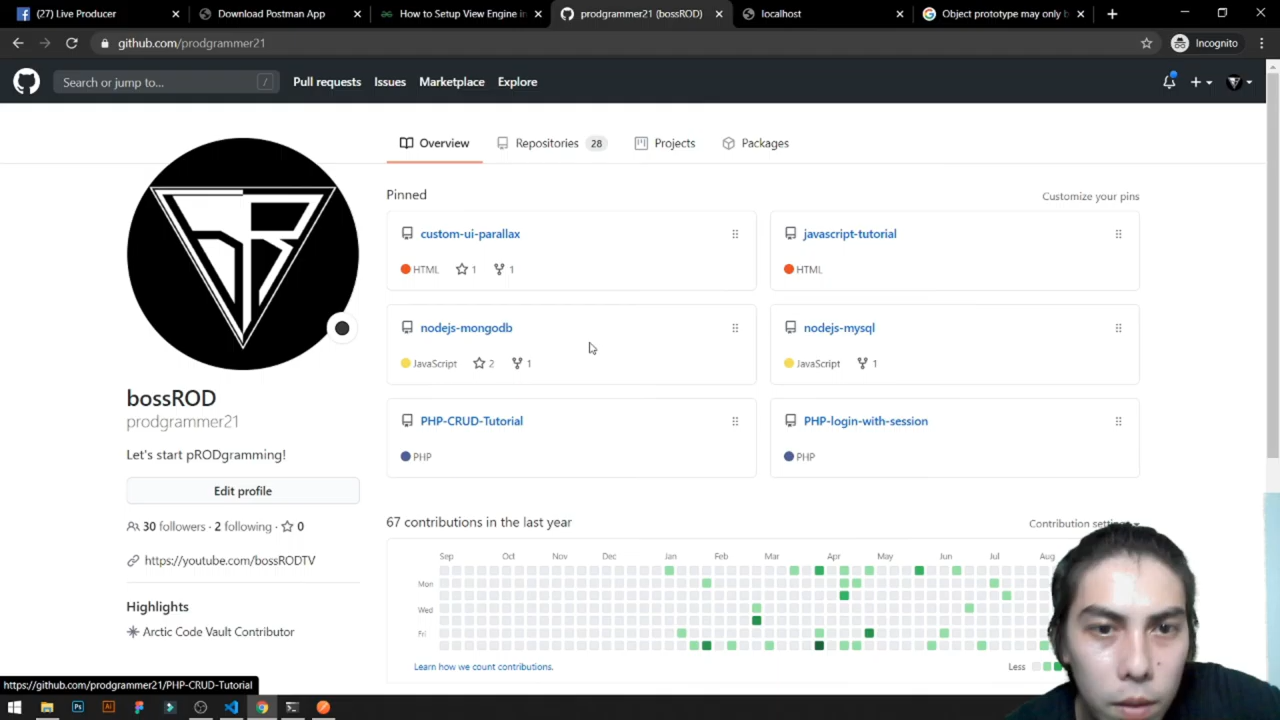 (27) Live Producer
Download Postman App
How to Setup View Engine in
prodgrammer21 (bossROD)
localhost
Object prototype may only b
github.com/prodgrammer21
Incognito
Search or jump to...
/
Pull requests
Issues
Marketplace
Explore
Overview
Repositories 28
Projects
Packages
Pinned
Customize your pins
custom-ui-parallax
HTML 1 1
javascript-tutorial
HTML
nodejs-mongodb
JavaScript 2 1
nodejs-mysql
JavaScript 1
PHP-CRUD-Tutorial
PHP
PHP-login-with-session
PHP
bossROD
prodgrammer21
Let's start pRODgramming!
Edit profile
30 followers · 2 following · 0
https://youtube.com/bossRODTV
Highlights
Arctic Code Vault Contributor
67 contributions in the last year
Contribution
Sep Oct Nov Dec Jan Feb Mar Apr May Jun Jul Aug
Mon
Wed
Fri
Learn how we count contributions.
Less
https://github.com/prodgrammer21/PHP-CRUD-Tutorial